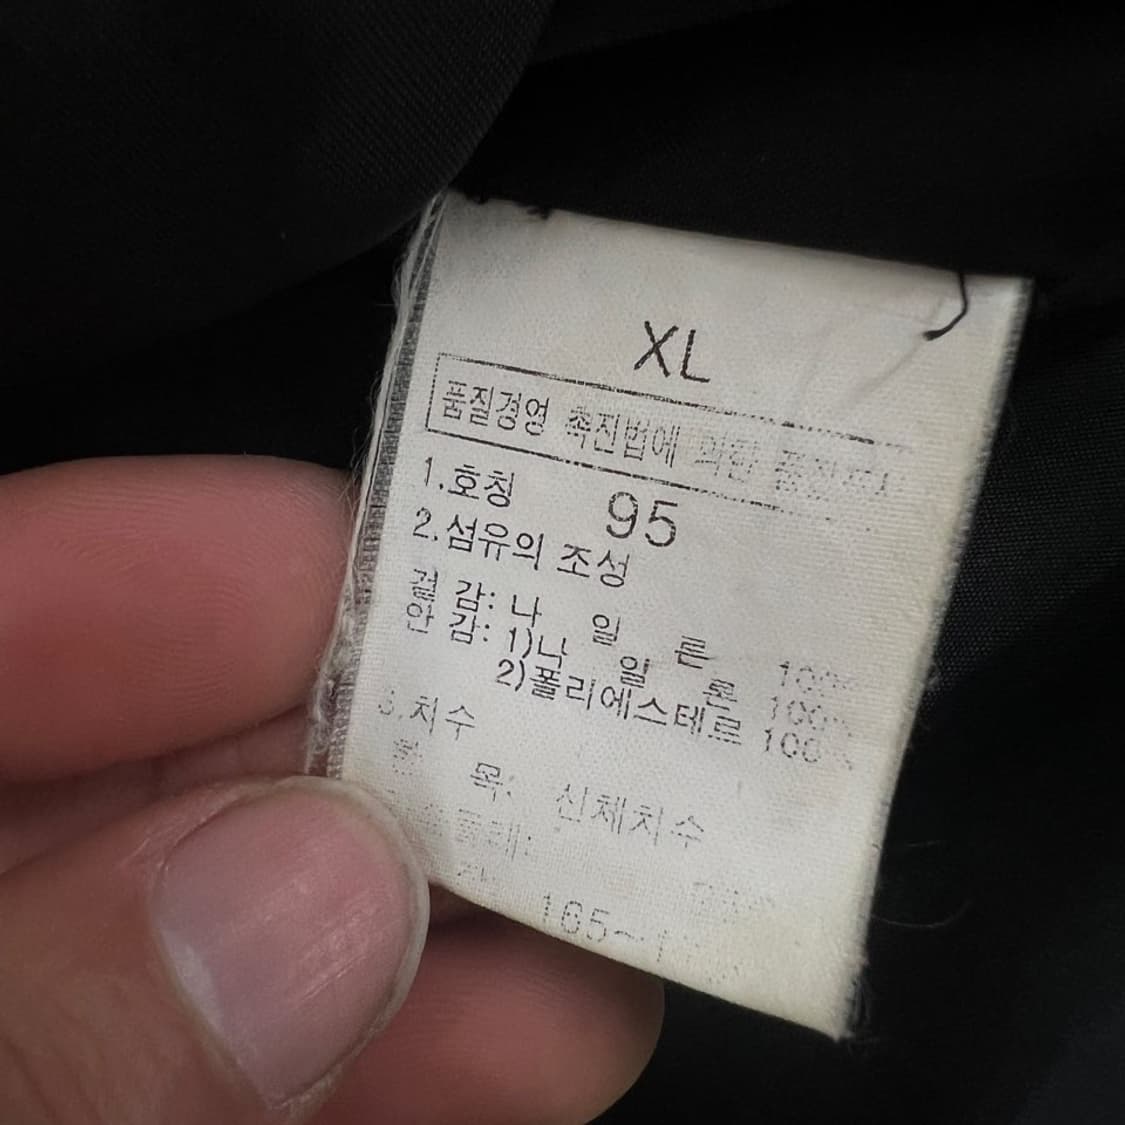 XL
품질경영 촉진법에 의한 품질표시
1.호칭 95
2.섬유의 조성
겉 감: 나 일 론 100%
안 감: 1)나 일 론 100%
2)폴리에스테르 100%
3.치수
항 목: 신체치수
165~1